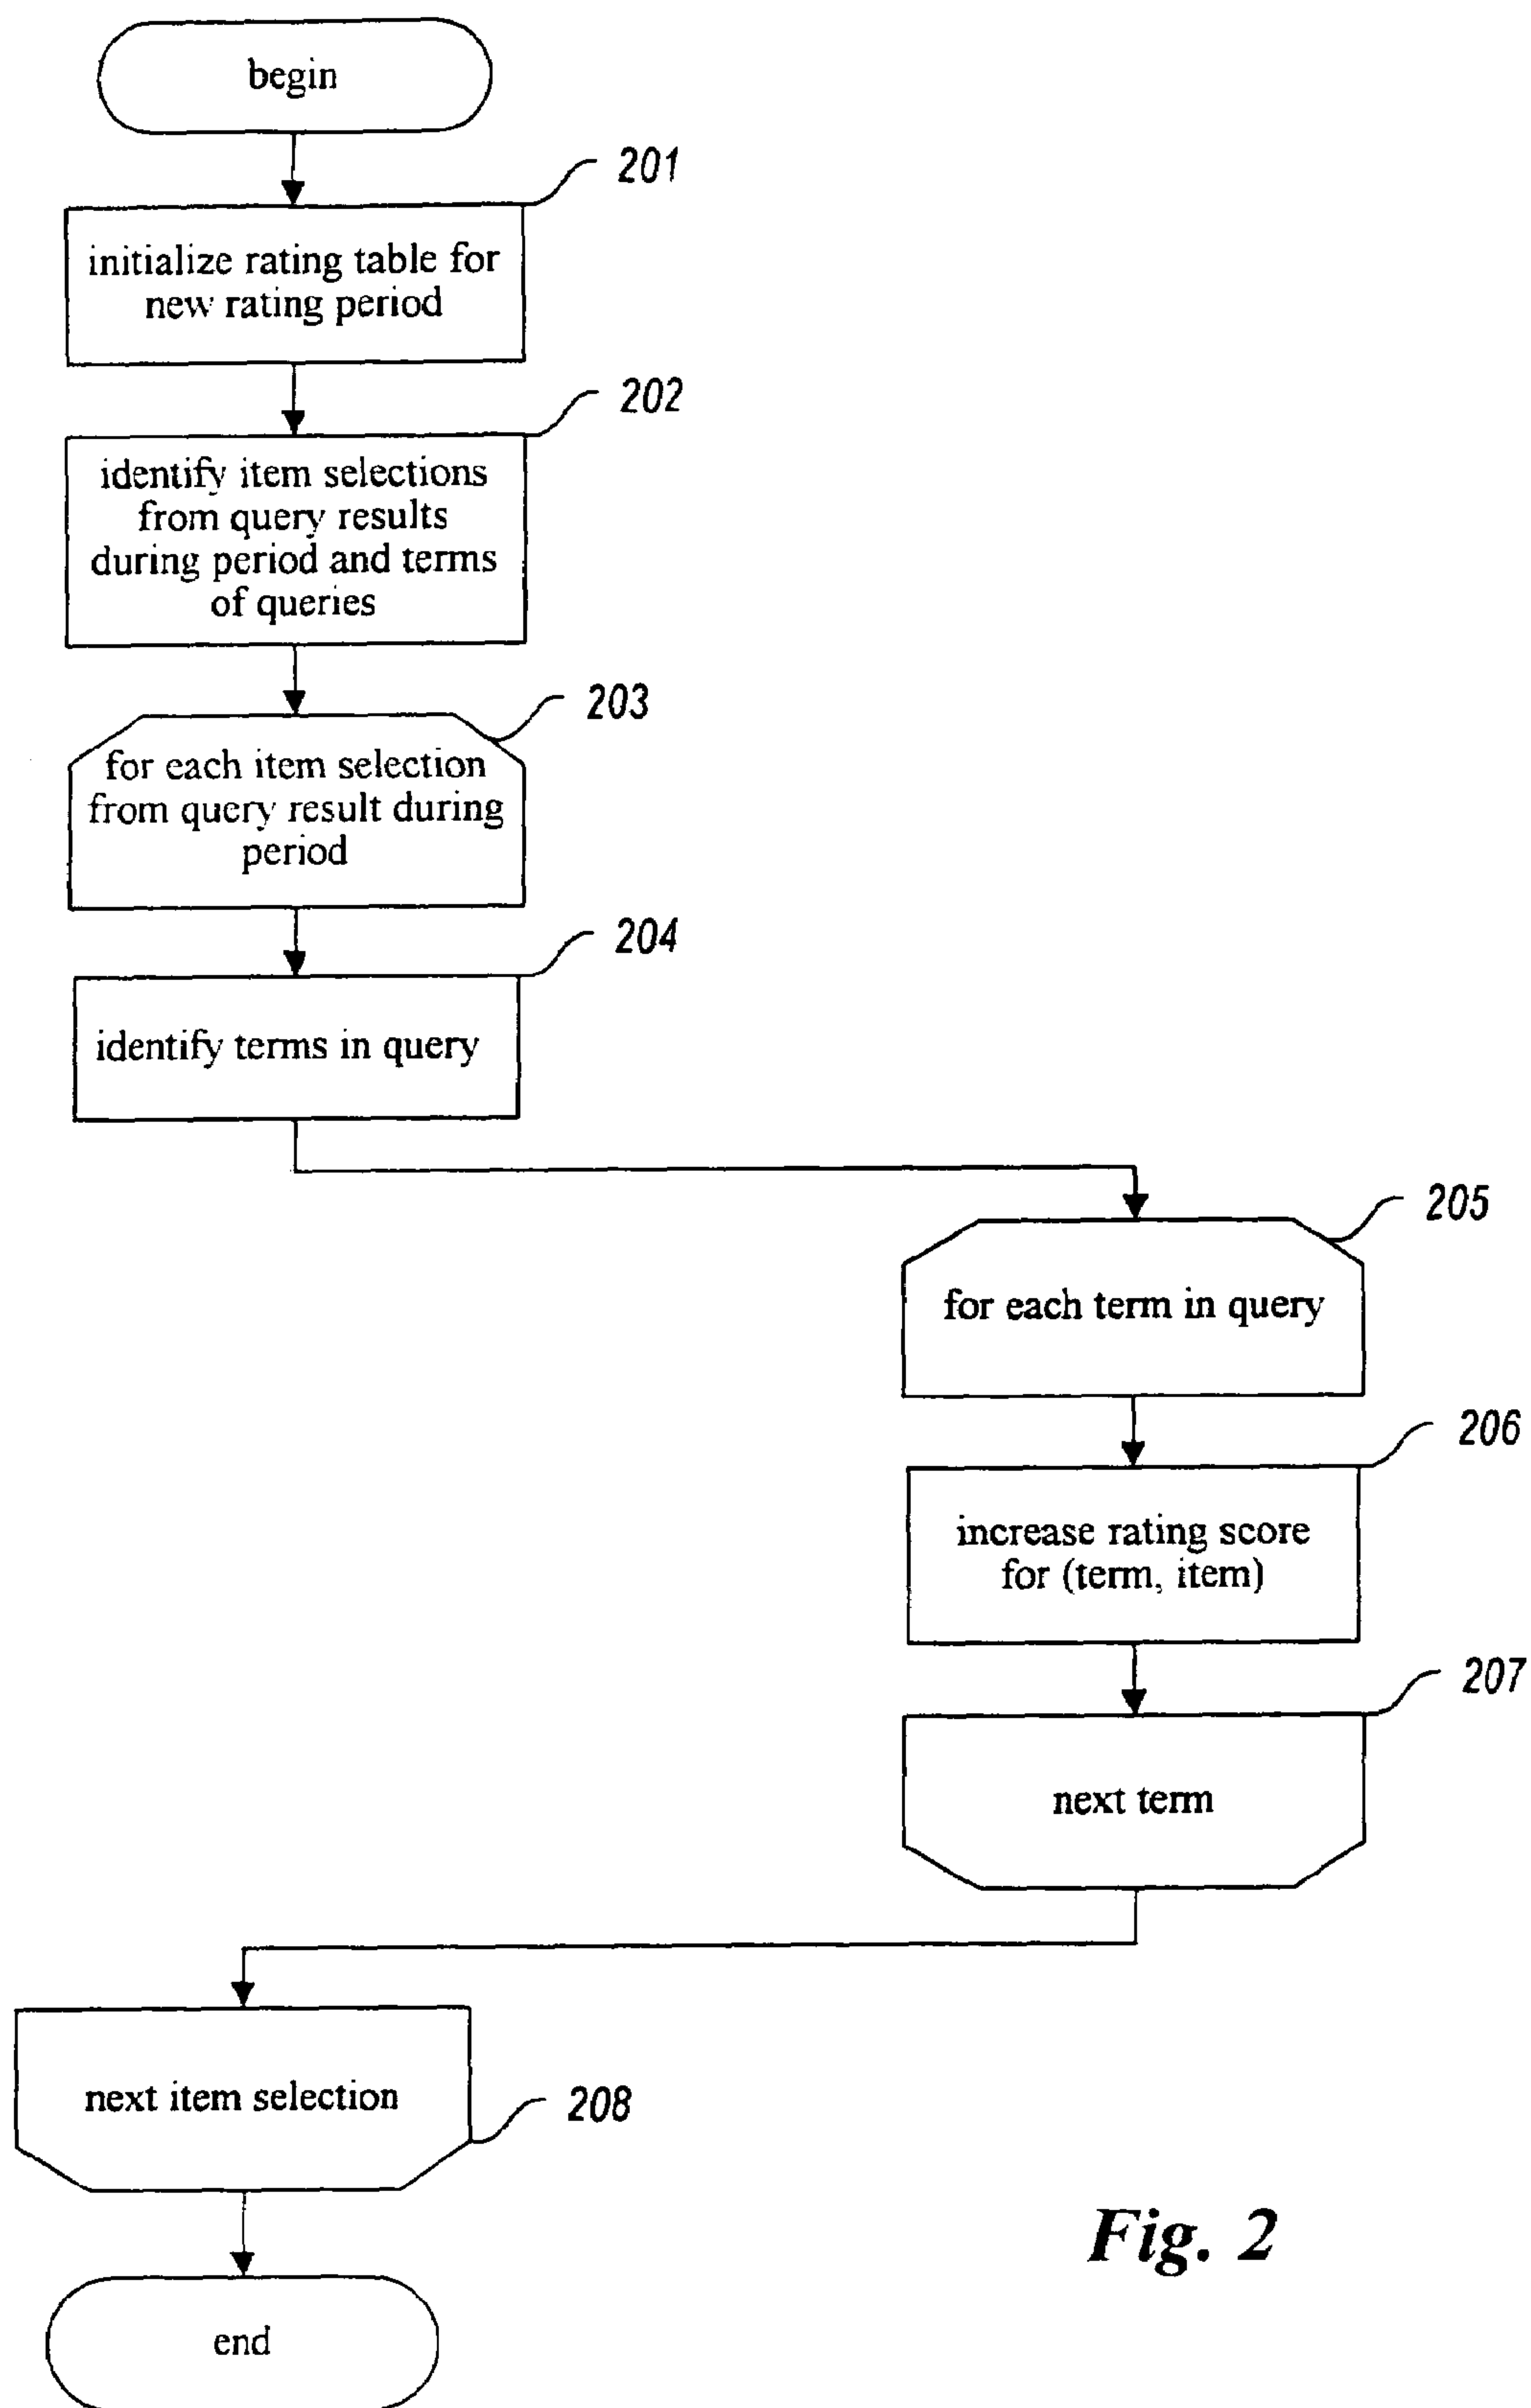 begin
201
initialize rating table for
new rating period
202
identify item selections
from query results
during period and terms
of queries
203
for each item selection
from query result during
period
204
identify terms in query
205
for each term in query
206
increase rating score
for (term, item)
207
next term
next item selection
208
Fig. 2
end